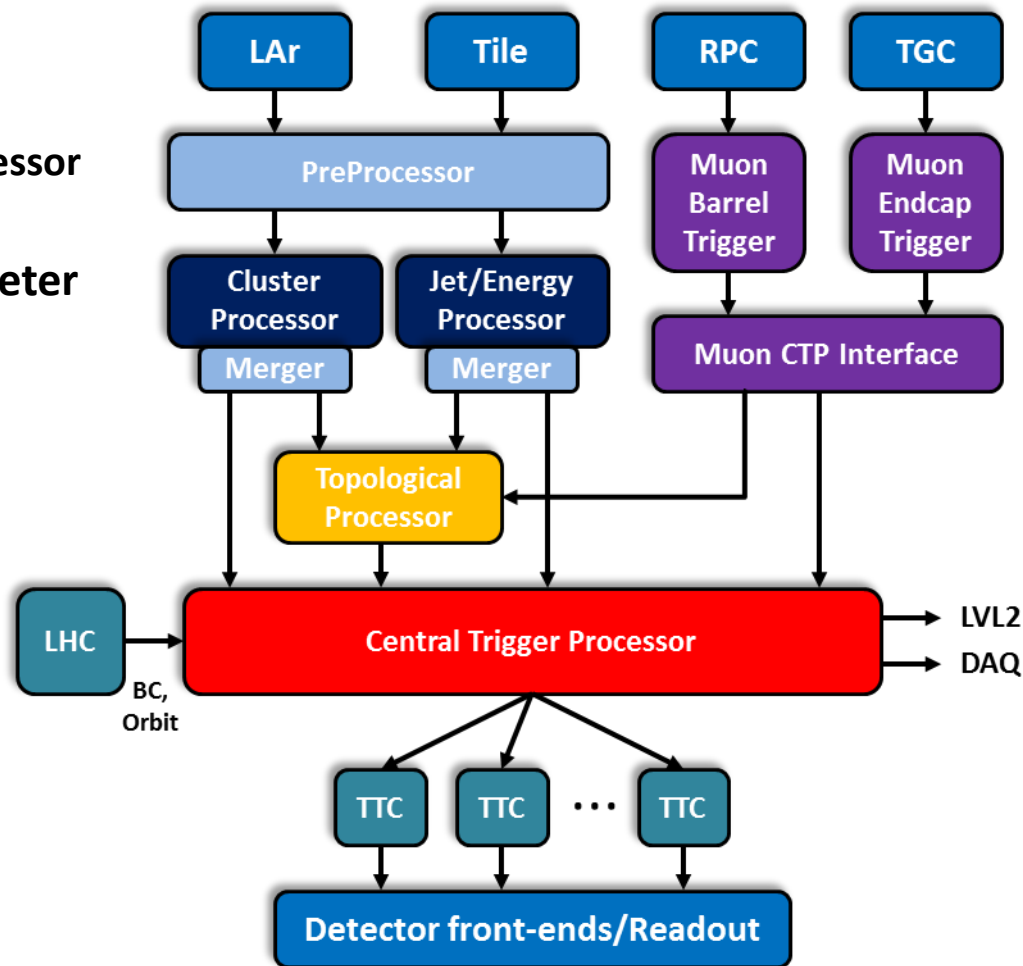 LAr
Tile
RPC
TGC
essor
PreProcessor
Muon
Barrel
Trigger
Muon
Endcap
Trigger
eter
Cluster
Processor
Jet/Energy
Processor
Merger
Merger
Muon CTP Interface
Topological
Processor
LHC
Central Trigger Processor
LVL2
DAQ
BC,
Orbit
TTC
TTC
...
TTC
Detector front-ends/Readout